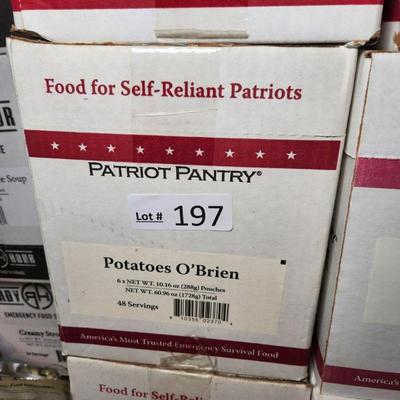 Food for Self-Reliant Patriots
PATRIOT PANTRY®
Lot # 197
Potatoes O'Brien
6 x NET WT. 10.16 oz (288g) Pouches
NET WT. 60.96 oz (1728g) Total
48 Servings
America's Most Trusted Emergency Survival Food
Food for Self-Reliant
Soup
EMERGENCY FOOD
Creamy